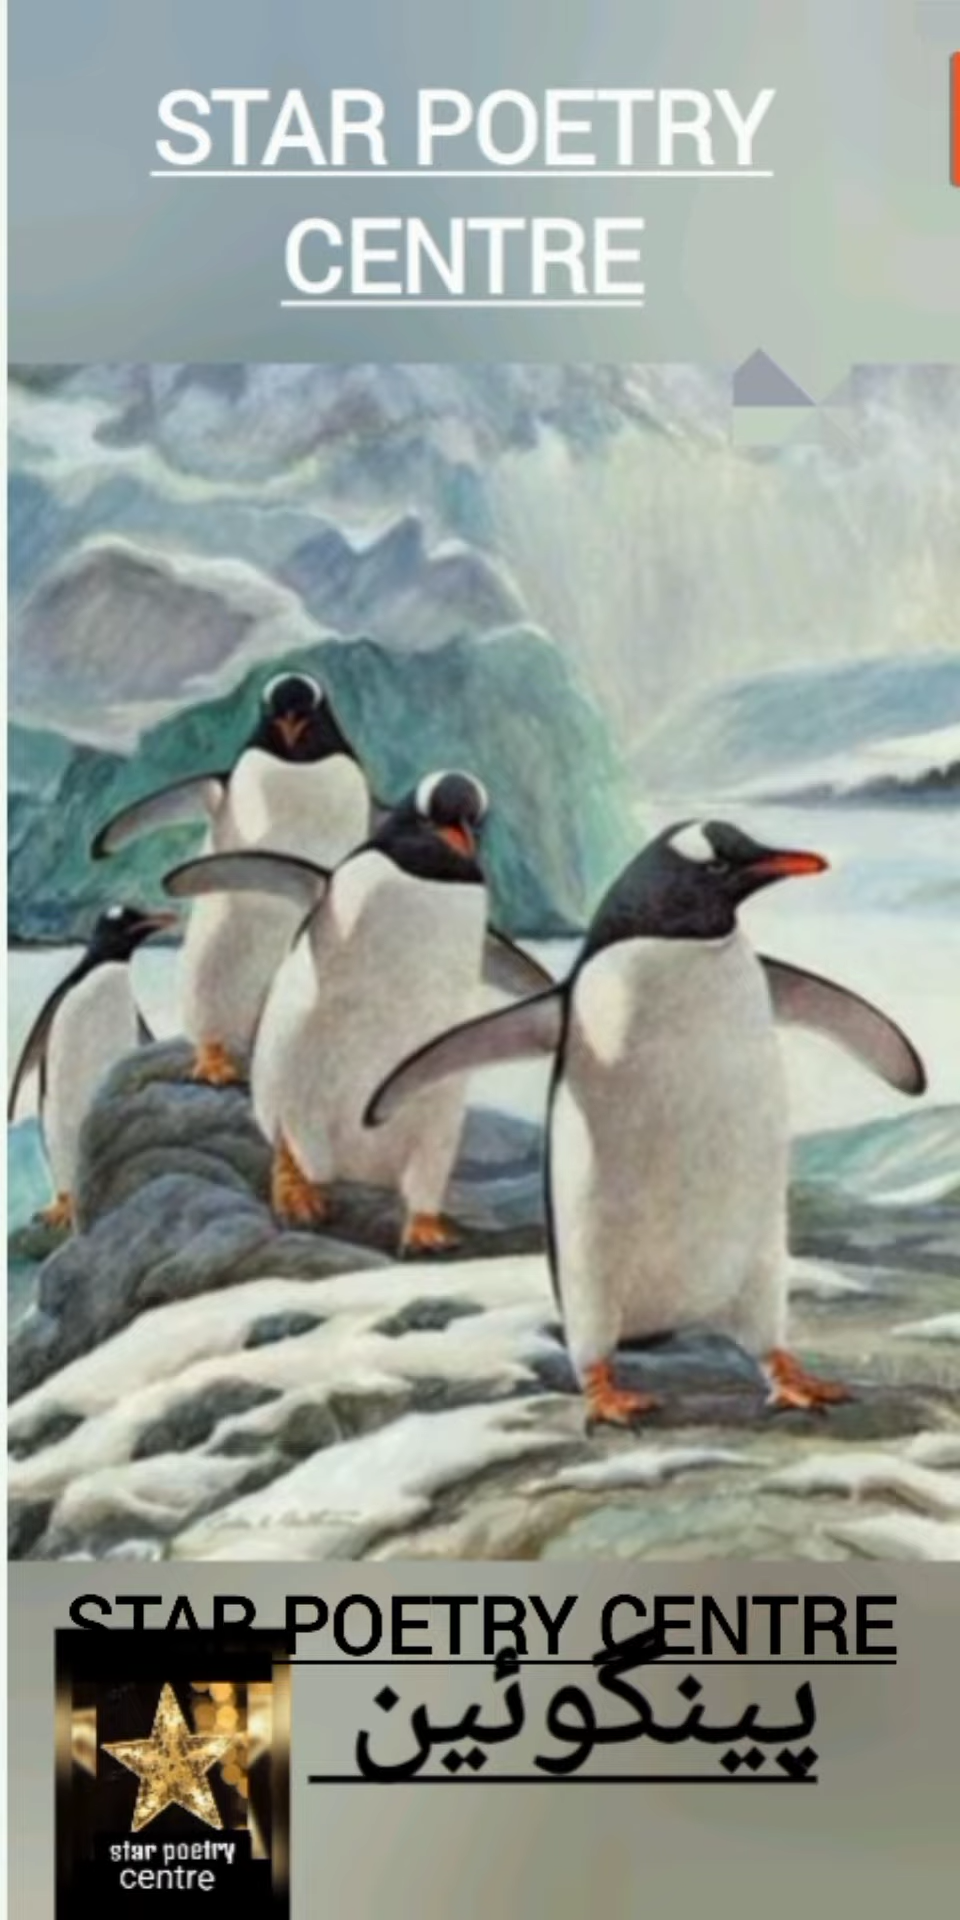 STAR POETRY
CENTRE
STAR POETRY CENTRE
پینگوئین
star poetry
centre